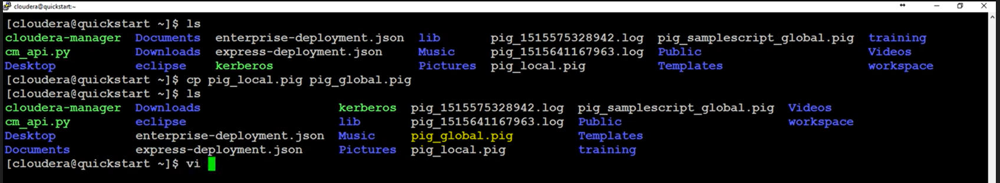 cloudera@quickstart:~
[cloudera@quickstart ~]$ ls
cloudera-manager Documents enterprise-deployment.json lib pig_1515575328942.log pig_samplescript_global.pig training
cm_api.py Downloads express-deployment.json Music pig_1515641167963.log Public Videos
Desktop eclipse kerberos Pictures pig_local.pig Templates workspace
[cloudera@quickstart ~]$ cp pig_local.pig pig_global.pig
[cloudera@quickstart ~]$ ls
cloudera-manager Downloads kerberos pig_1515575328942.log pig_samplescript_global.pig Videos
cm_api.py eclipse lib pig_1515641167963.log Public workspace
Desktop enterprise-deployment.json Music pig_global.pig Templates
Documents express-deployment.json Pictures pig_local.pig training
[cloudera@quickstart ~]$ vi